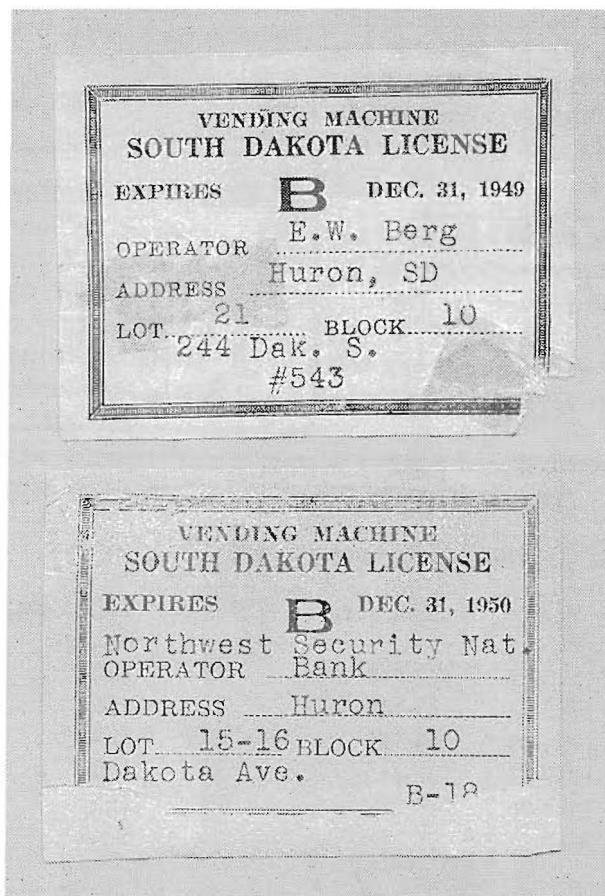 VENDING MACHINE
SOUTH DAKOTA LICENSE
EXPIRES B DEC. 31, 1949
OPERATOR E.W. Berg
ADDRESS Huron, SD
LOT 21 BLOCK 10
244 Dak. S.
#543
VENDING MACHINE
SOUTH DAKOTA LICENSE
EXPIRES B DEC. 31, 1950
Northwest Security Nat.
OPERATOR Bank
ADDRESS Huron
LOT 15-16 BLOCK 10
Dakota Ave.
B-18